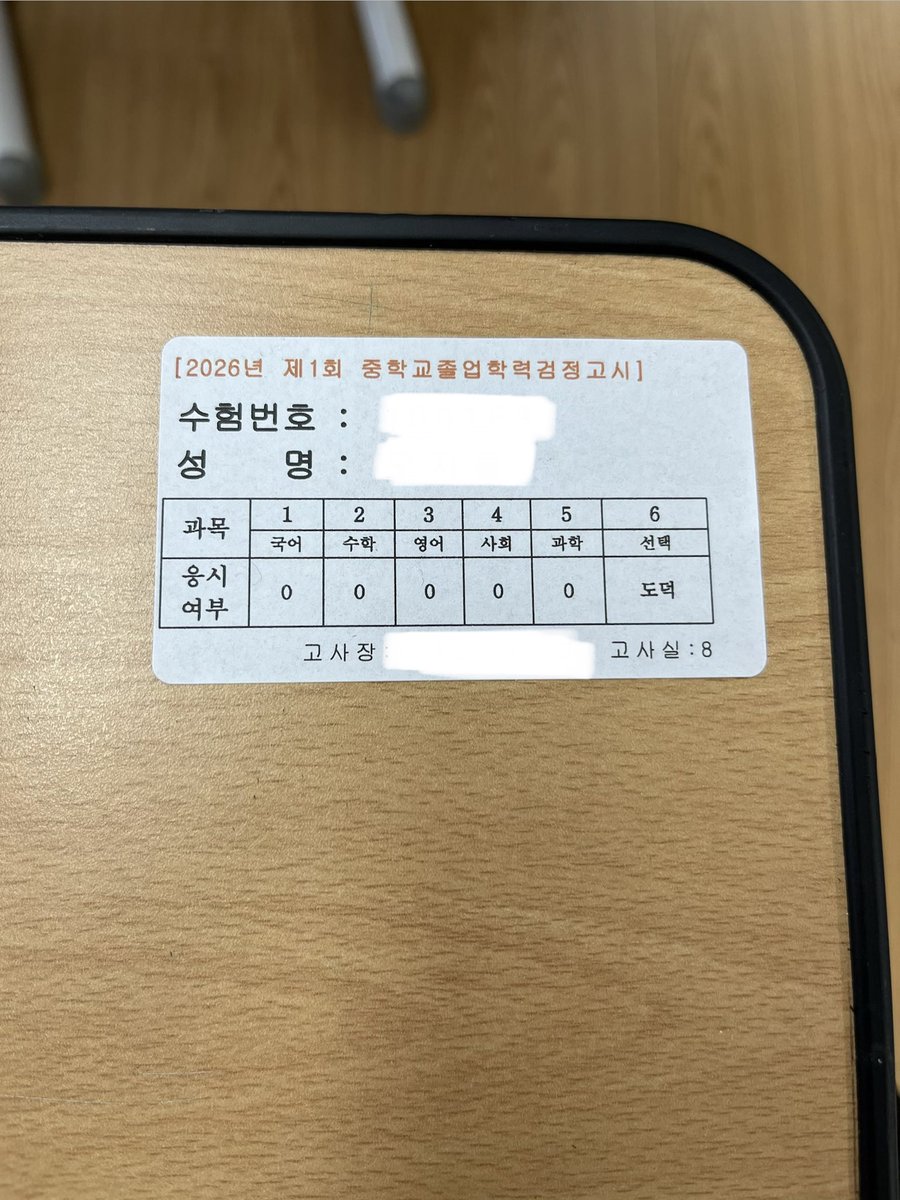 [2026년 제1회 중학교졸업학력검정고시]
수험번호 :
성 명 :
과목 1 2 3 4 5 6
국어 수학 영어 사회 과학 선택
응시 여부 0 0 0 0 0 도덕
고사장: 고사실:8